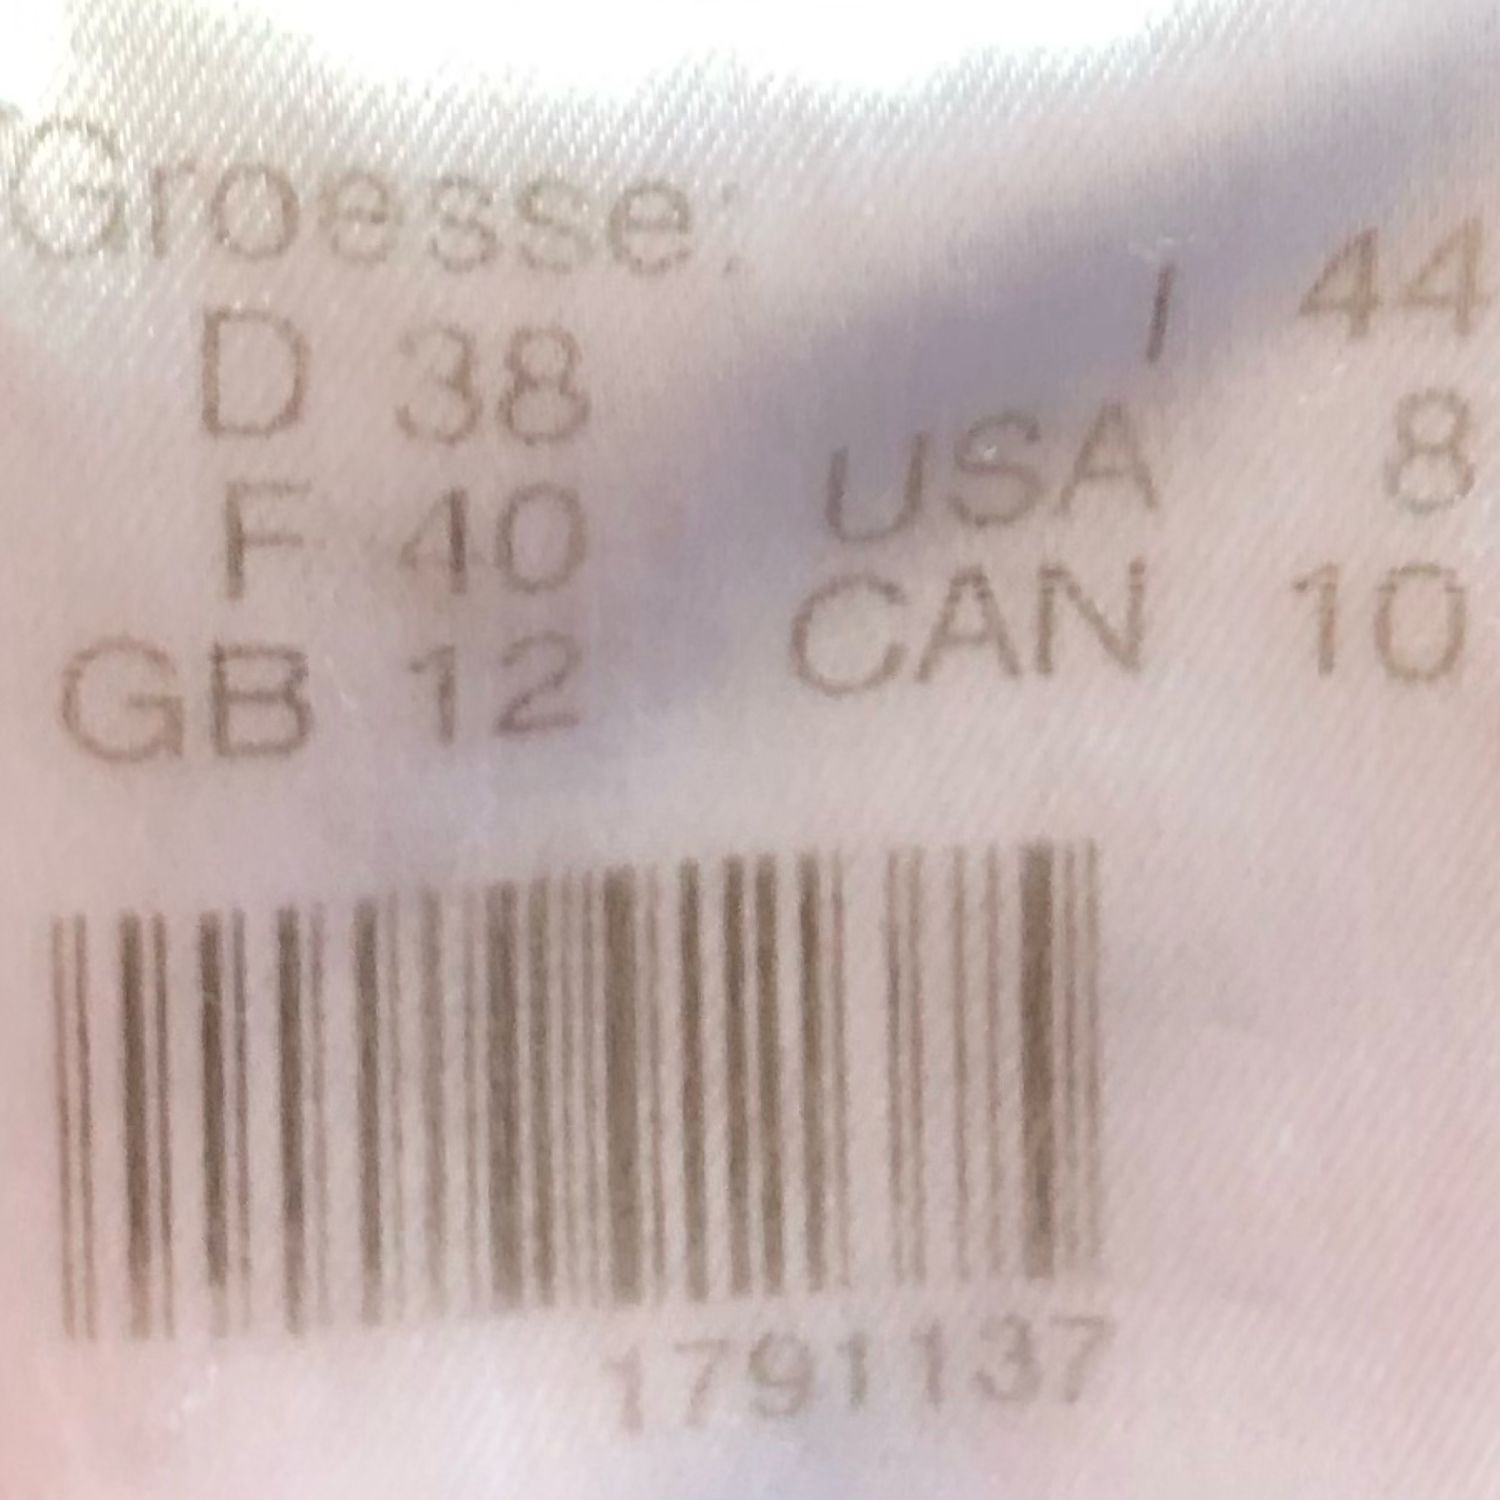 Groesse:
D 38 I 44
F 40 USA 8
GB 12 CAN 10
1791137